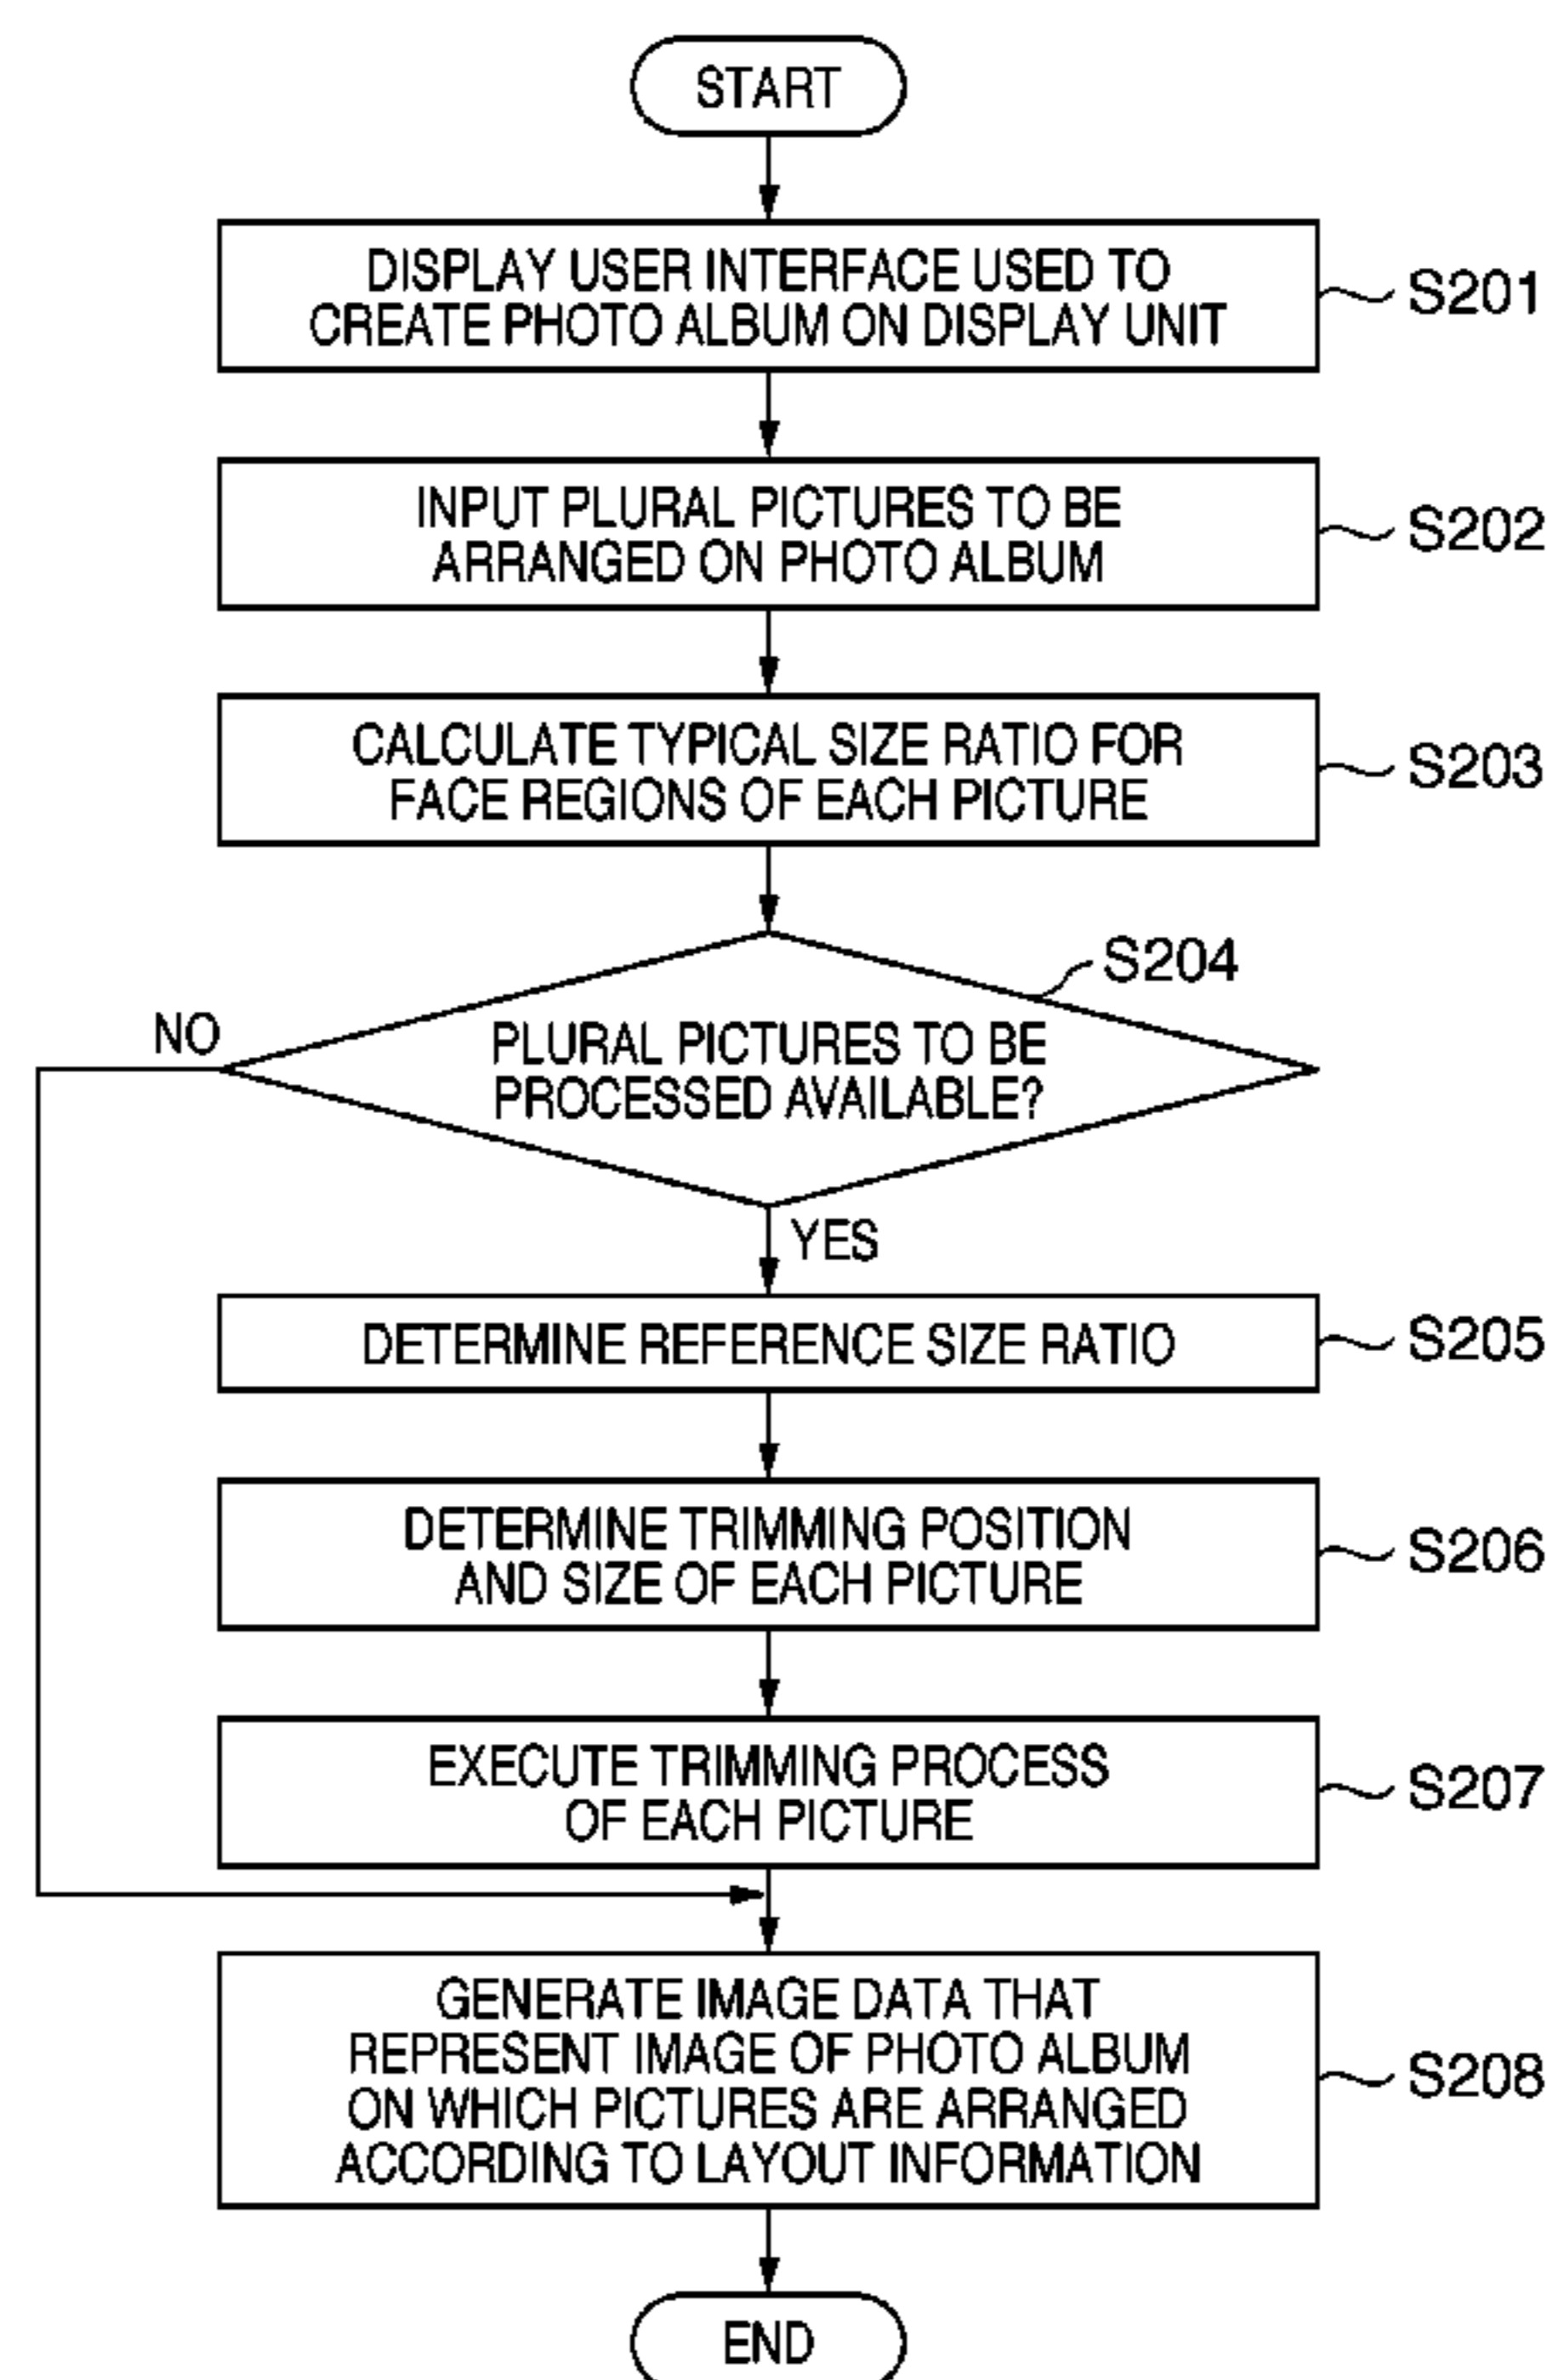 START
DISPLAY USER INTERFACE USED TO
CREATE PHOTO ALBUM ON DISPLAY UNIT
S201
INPUT PLURAL PICTURES TO BE
ARRANGED ON PHOTO ALBUM
S202
CALCULATE TYPICAL SIZE RATIO FOR
FACE REGIONS OF EACH PICTURE
S203
S204
NO
PLURAL PICTURES TO BE
PROCESSED AVAILABLE?
YES
DETERMINE REFERENCE SIZE RATIO
S205
DETERMINE TRIMMING POSITION
AND SIZE OF EACH PICTURE
S206
EXECUTE TRIMMING PROCESS
OF EACH PICTURE
S207
GENERATE IMAGE DATA THAT
REPRESENT IMAGE OF PHOTO ALBUM
ON WHICH PICTURES ARE ARRANGED
ACCORDING TO LAYOUT INFORMATION
S208
END